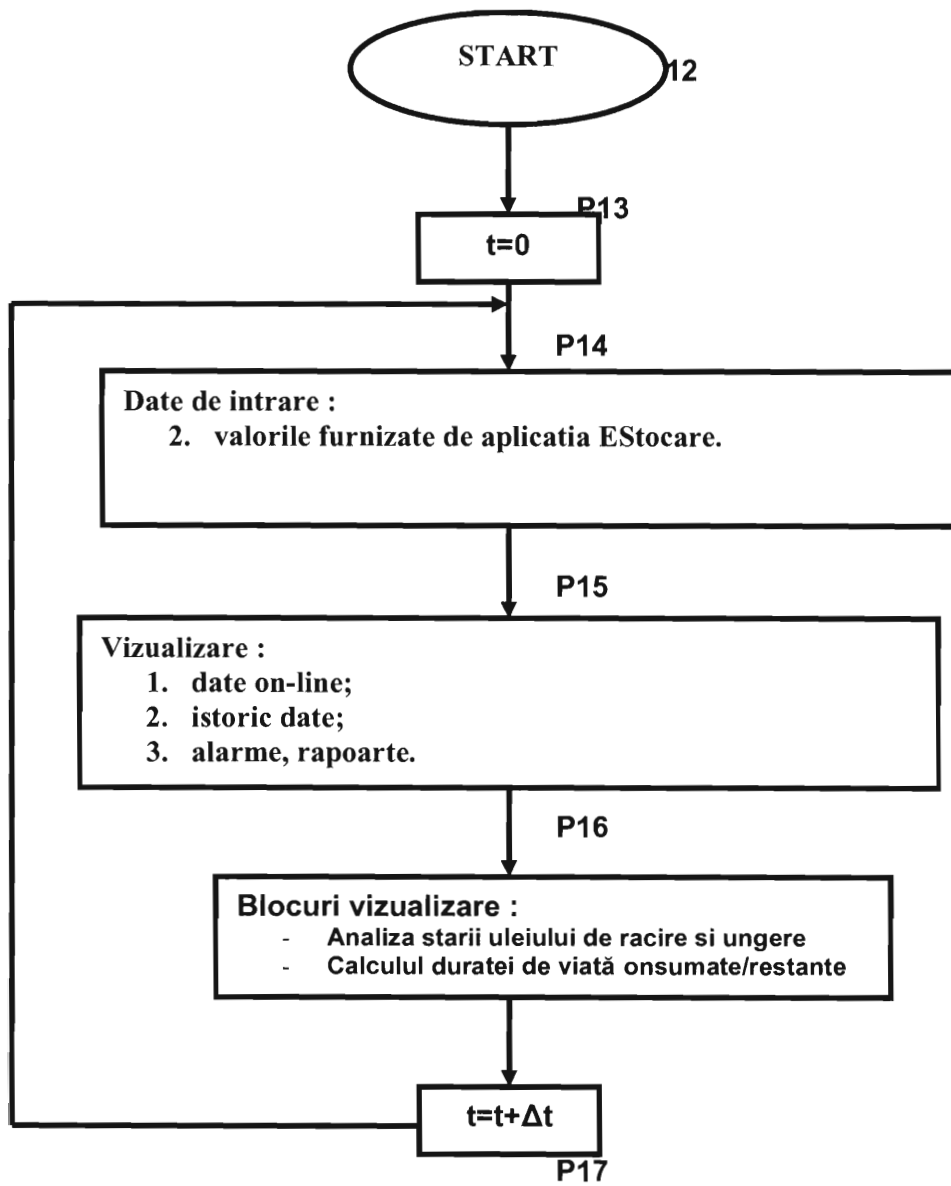 START
12
P13
t=0
P14
Date de intrare :
2. valorile furnizate de aplicatia EStocare.
P15
Vizualizare :
1. date on-line;
2. istoric date;
3. alarme, rapoarte.
P16
Blocuri vizualizare :
- Analiza starii uleiului de racire si ungere
- Calculul duratei de viată onsumate/restante
t=t+Δt
P17